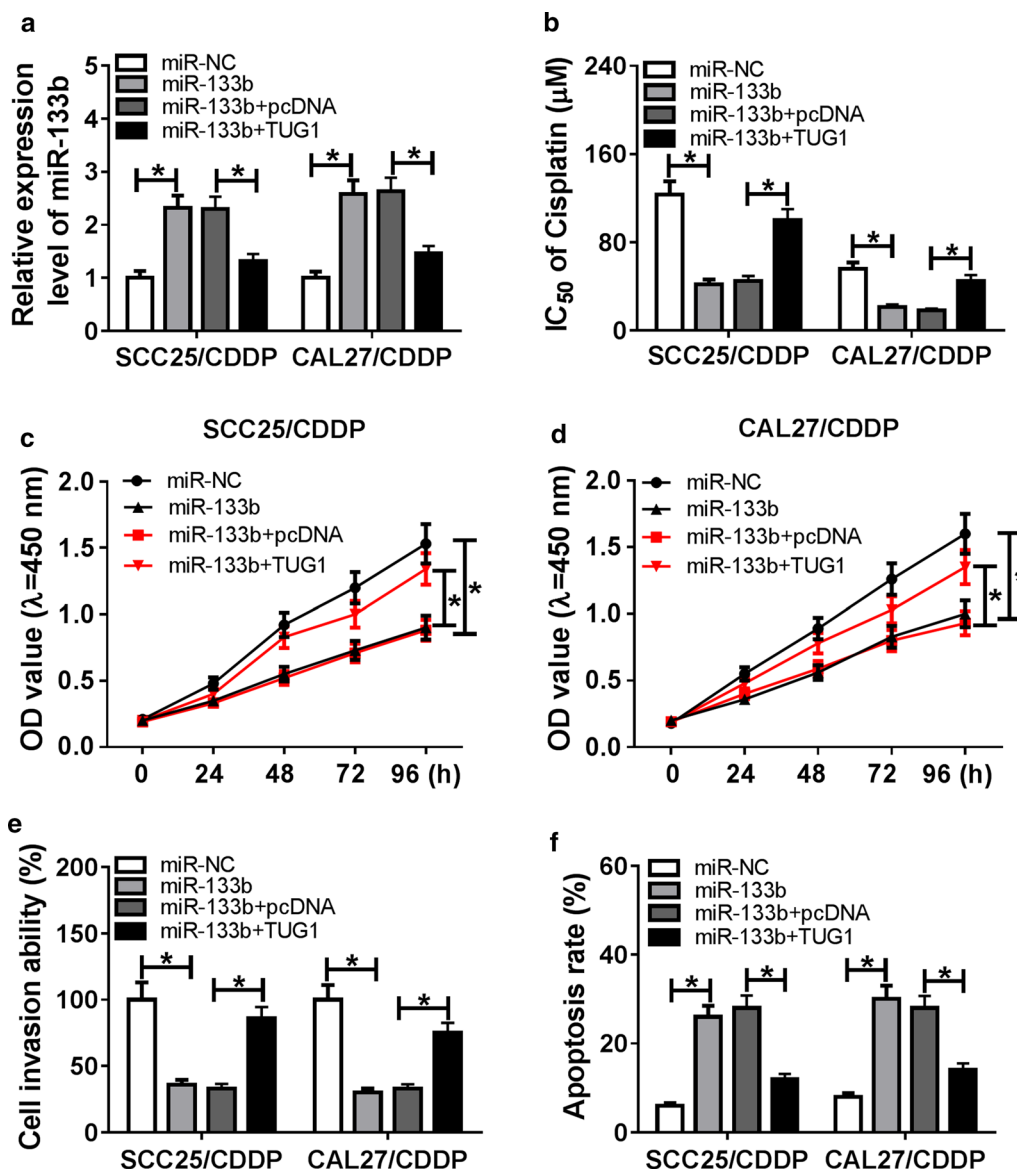 a
Relative expression
level of miR-133b
5
4
3
2
1
0
miR-NC
miR-133b
miR-133b+pcDNA
miR-133b+TUG1
* * * *
SCC25/CDDP CAL27/CDDP
b
IC50 of Cisplatin (μM)
240
160
80
0
miR-NC
miR-133b
miR-133b+pcDNA
miR-133b+TUG1
* * * *
SCC25/CDDP CAL27/CDDP
c
SCC25/CDDP
OD value (λ=450 nm)
2.0
1.5
1.0
0.5
0.0
miR-NC
miR-133b
miR-133b+pcDNA
miR-133b+TUG1
* *
0 24 48 72 96 (h)
d
CAL27/CDDP
OD value (λ=450 nm)
2.0
1.5
1.0
0.5
0.0
miR-NC
miR-133b
miR-133b+pcDNA
miR-133b+TUG1
*
0 24 48 72 96 (h)
e
Cell invasion ability (%)
200
150
100
50
0
miR-NC
miR-133b
miR-133b+pcDNA
miR-133b+TUG1
* * * *
SCC25/CDDP CAL27/CDDP
f
Apoptosis rate (%)
60
40
20
0
miR-NC
miR-133b
miR-133b+pcDNA
miR-133b+TUG1
* * * *
SCC25/CDDP CAL27/CDDP